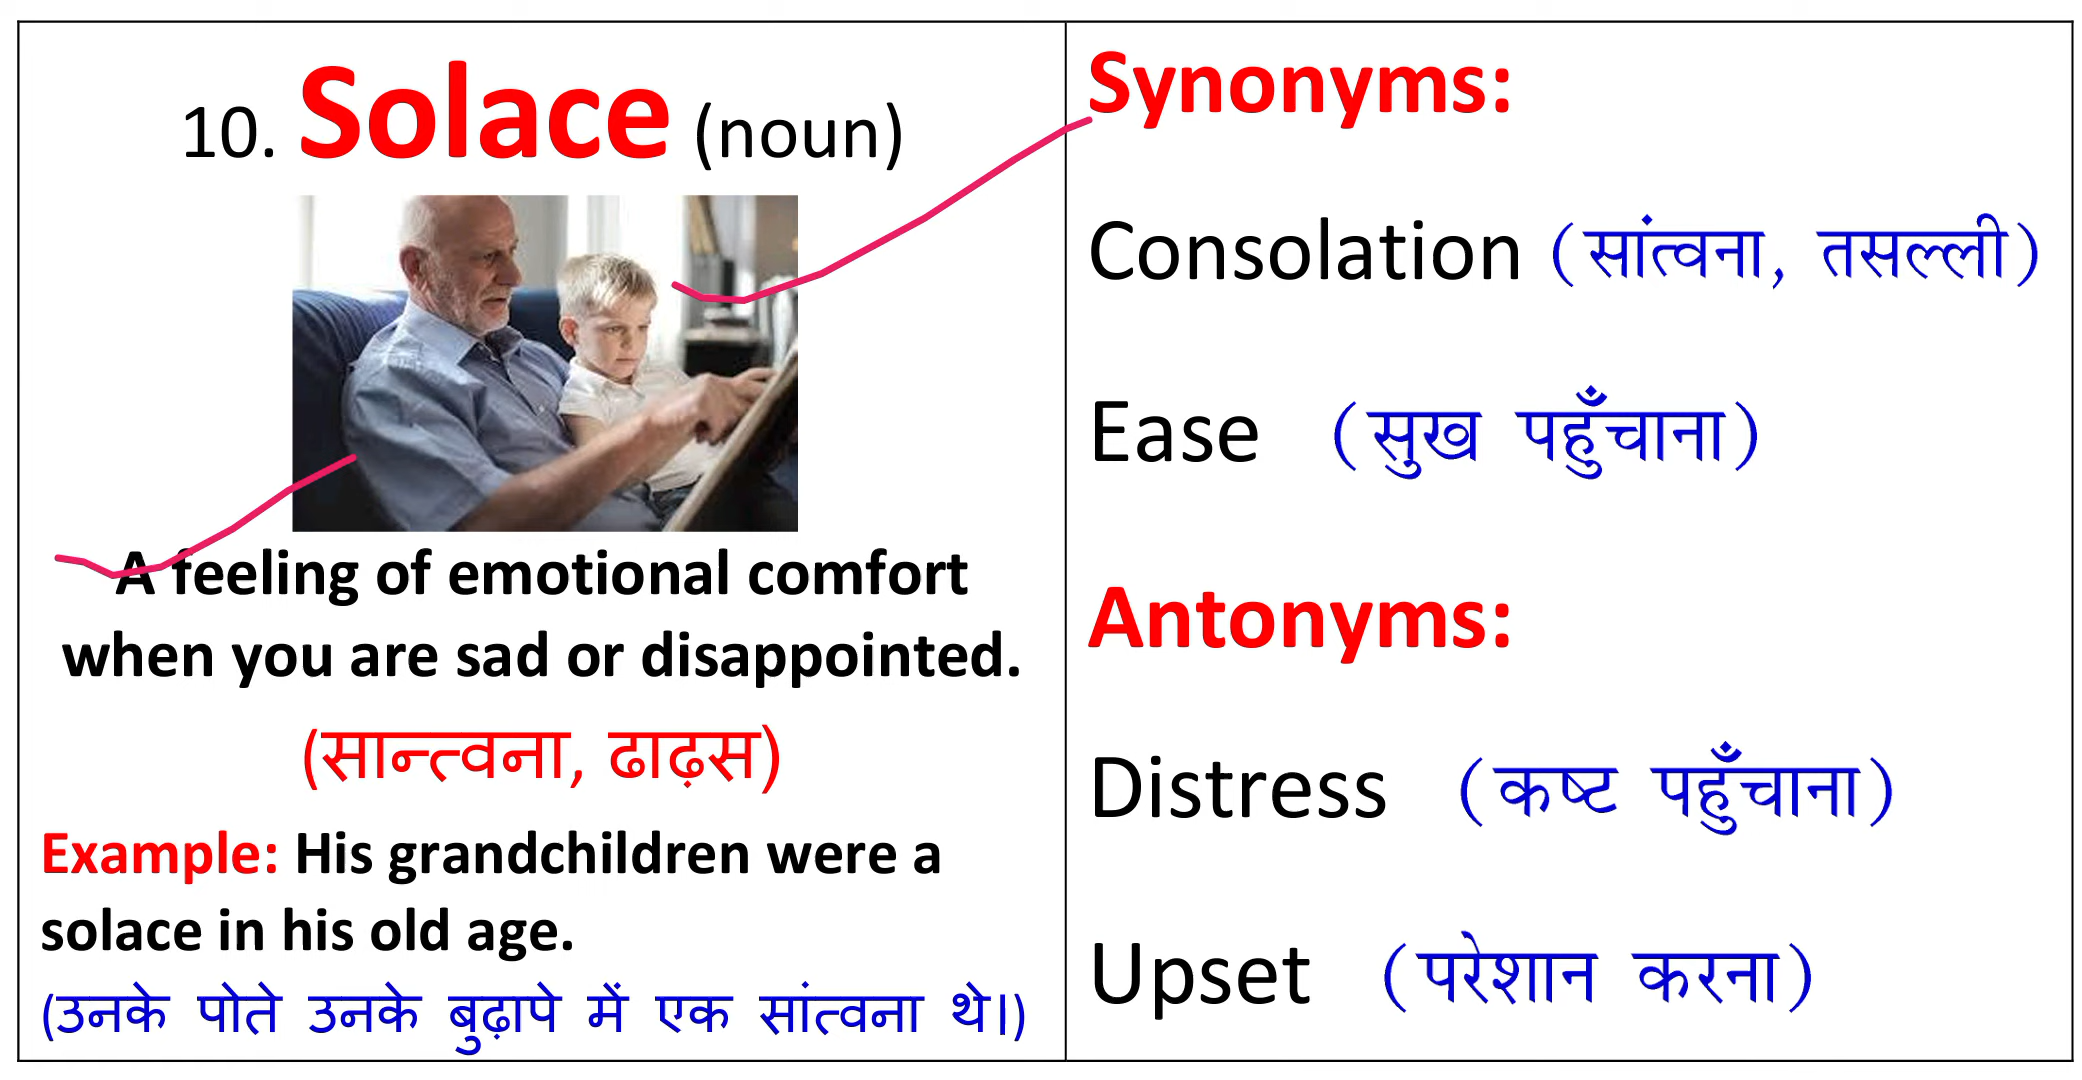 10. Solace (noun)
A feeling of emotional comfort
when you are sad or disappointed.
(सान्त्वना, ढाढ़स)
Example: His grandchildren were a
solace in his old age.
(उनके पोते उनके बुढ़ापे में एक सांत्वना थे।)
Synonyms:
Consolation (सांत्वना, तसल्ली)
Ease (सुख पहुँचाना)
Antonyms:
Distress (कष्ट पहुँचाना)
Upset (परेशान करना)